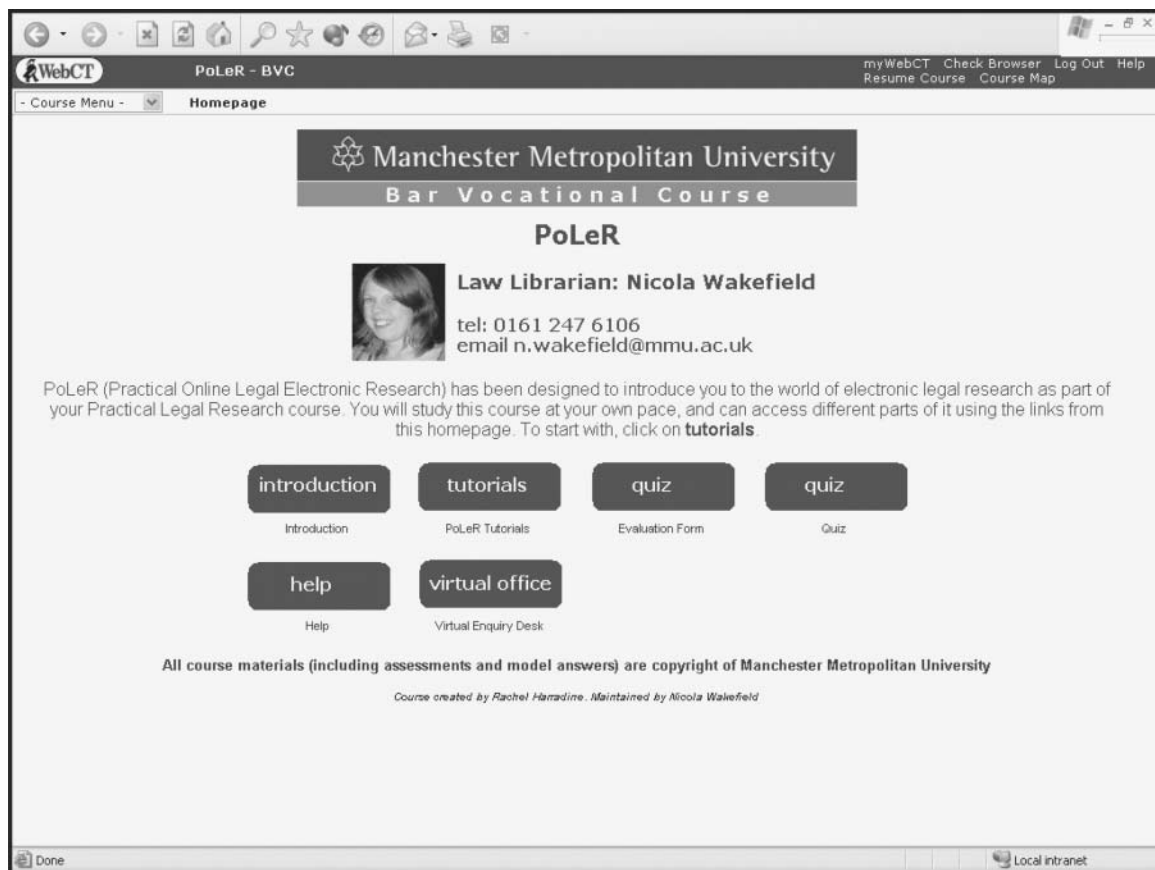 WebCT PoLeR - BVC myWebCT Check Browser Log Out Help
Resume Course Course Map
- Course Menu - Homepage
Manchester Metropolitan University
Bar Vocational Course
PoLeR
Law Librarian: Nicola Wakefield
tel: 0161 247 6106
email n.wakefield@mmu.ac.uk
PoLeR (Practical Online Legal Electronic Research) has been designed to introduce you to the world of electronic legal research as part of
your Practical Legal Research course. You will study this course at your own pace, and can access different parts of it using the links from
this homepage. To start with, click on tutorials.
introduction tutorials quiz quiz
Introduction PoLeR Tutorials Evaluation Form Quiz
help virtual office
Help Virtual Enquiry Desk
All course materials (including assessments and model answers) are copyright of Manchester Metropolitan University
Course created by Rachel Harradine. Maintained by Nicola Wakefield
Done Local intranet